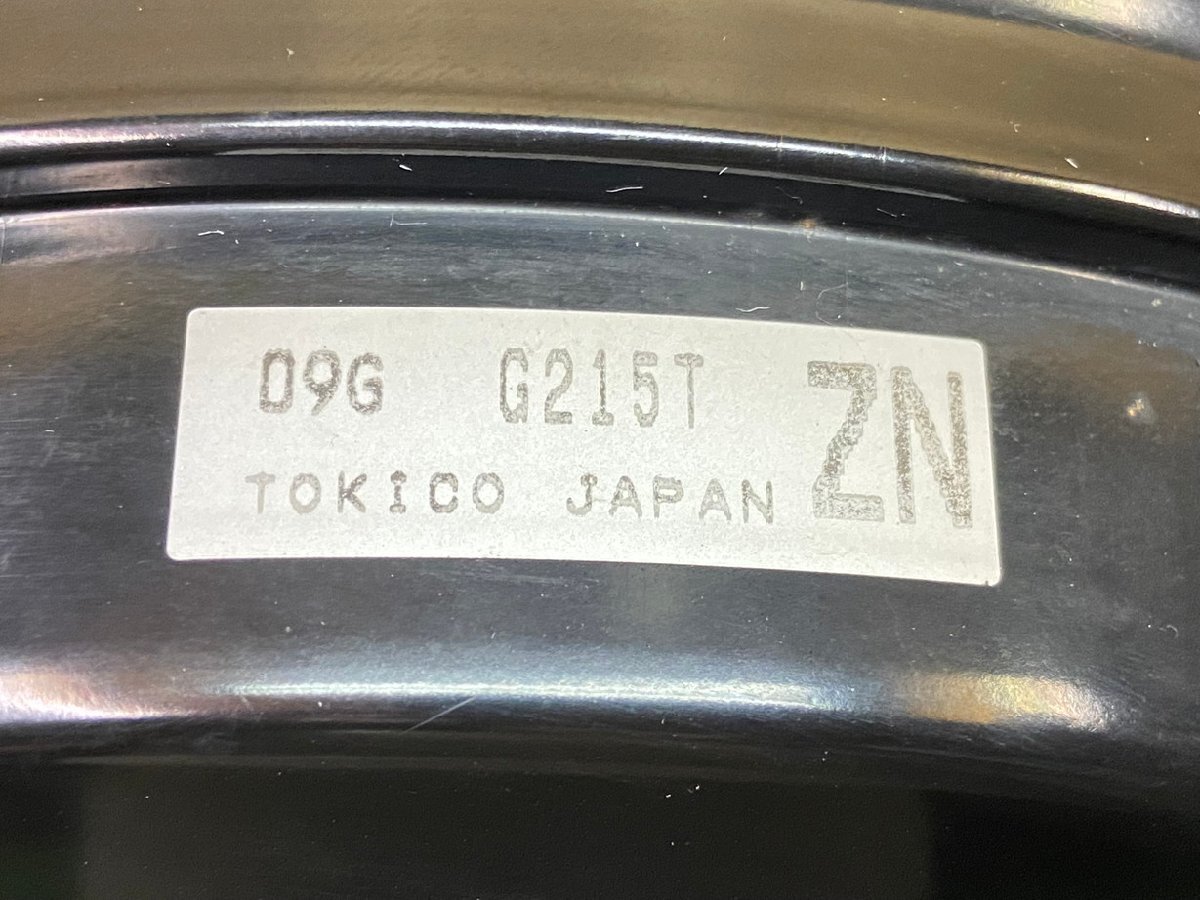 09G G215T
ZN
TOKICO JAPAN